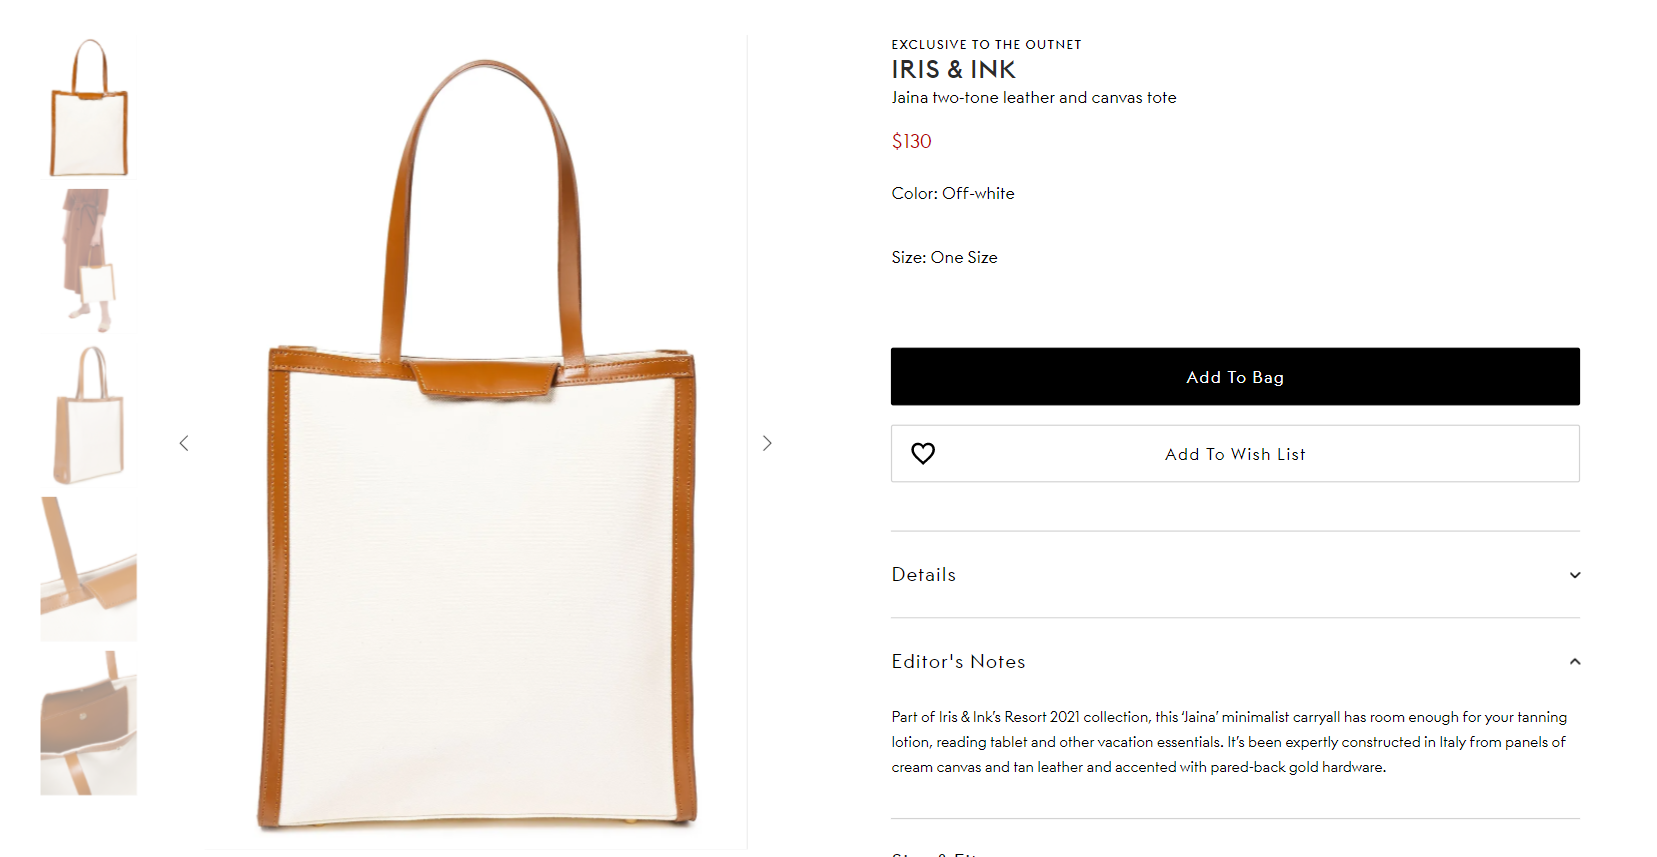 EXCLUSIVE TO THE OUTNET
IRIS & INK
Jaina two-tone leather and canvas tote
$130
Color: Off-white
Size: One Size
Add To Bag
Add To Wish List
Details
Editor's Notes
Part of Iris & Ink's Resort 2021 collection, this 'Jaina' minimalist carryall has room enough for your tanning
lotion, reading tablet and other vacation essentials. It's been expertly constructed in Italy from panels of
cream canvas and tan leather and accented with pared-back gold hardware.